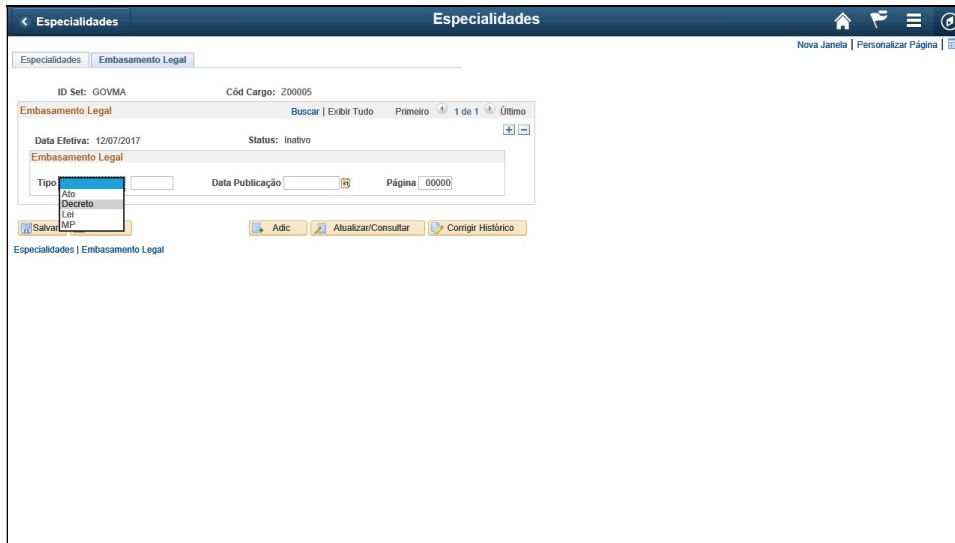 Especialidades
Especialidades
Nova Janela | Personalizar Página |
Especialidades
Embasamento Legal
ID Set: GOVMA
Cód Cargo: Z00005
Embasamento Legal
Buscar | Exibir Tudo
Primeiro 1 de 1 Último
Data Efetiva: 12/07/2017
Status: Inativo
Embasamento Legal
Tipo
Data Publicação
Página 00000
Ato
Decreto
Lei
MP
Salvar
Adic
Atualizar/Consultar
Corrigir Histórico
Especialidades | Embasamento Legal